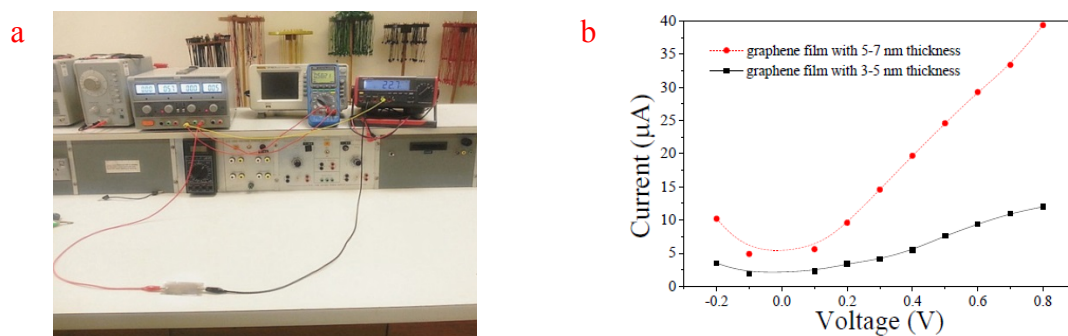 a
b
graphene film with 5-7 nm thickness
graphene film with 3-5 nm thickness
Current (μA)
40
35
30
25
20
15
10
5
0
-0.2 0.0 0.2 0.4 0.6 0.8
Voltage (V)